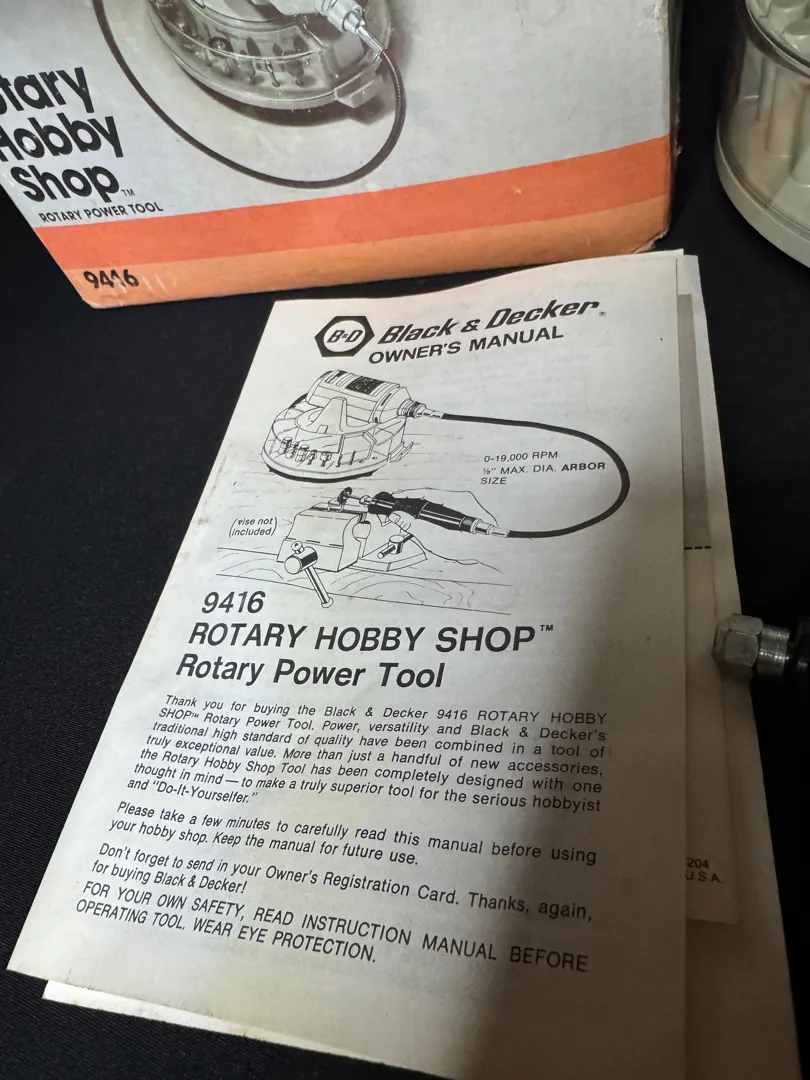 Hobby
Shop™
ROTARY POWER TOOL
9416
B&D Black & Decker®
OWNER'S MANUAL
0-19,000 RPM
⅛" MAX. DIA. ARBOR
SIZE
(vise not
included)
9416
ROTARY HOBBY SHOP™
Rotary Power Tool
Thank you for buying the Black & Decker 9416 ROTARY HOBBY
SHOP™ Rotary Power Tool. Power, versatility and Black & Decker's
traditional high standard of quality have been combined in a tool of
truly exceptional value. More than just a handful of new accessories,
the Rotary Hobby Shop Tool has been completely designed with one
thought in mind — to make a truly superior tool for the serious hobbyist
and "Do-It-Yourselfer."
Please take a few minutes to carefully read this manual before using
your hobby shop. Keep the manual for future use.
Don't forget to send in your Owner's Registration Card. Thanks, again,
for buying Black & Decker!
FOR YOUR OWN SAFETY, READ INSTRUCTION MANUAL BEFORE
OPERATING TOOL. WEAR EYE PROTECTION.
204
U.S.A.